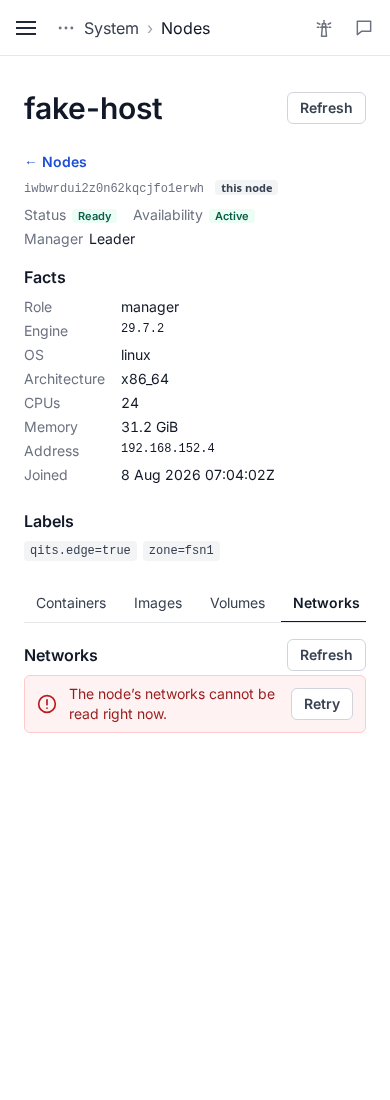 ··· System › Nodes
fake-host
Refresh
← Nodes
iwbwrdui2z0n62kqcjfo1erwh this node
Status Ready Availability Active
Manager Leader
Facts
Role manager
Engine 29.7.2
OS linux
Architecture x86_64
CPUs 24
Memory 31.2 GiB
Address 192.168.152.4
Joined 8 Aug 2026 07:04:02Z
Labels
qits.edge=true zone=fsn1
Containers Images Volumes Networks
Networks Refresh
The node’s networks cannot be
read right now.
Retry